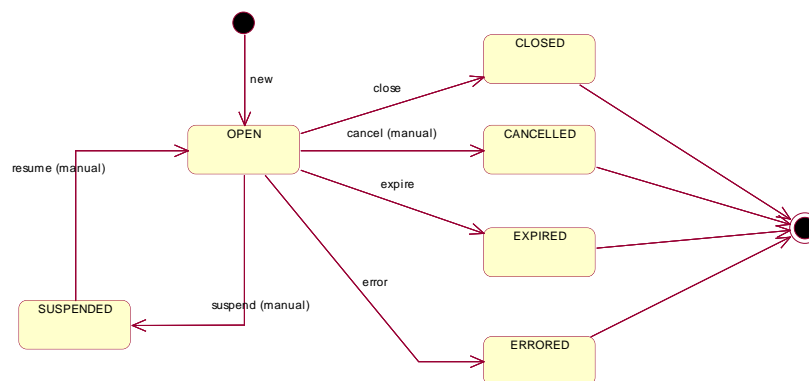 CLOSED
new
close
OPEN
cancel (manual)
CANCELLED
resume (manual)
expire
EXPIRED
error
suspend (manual)
SUSPENDED
ERRORED